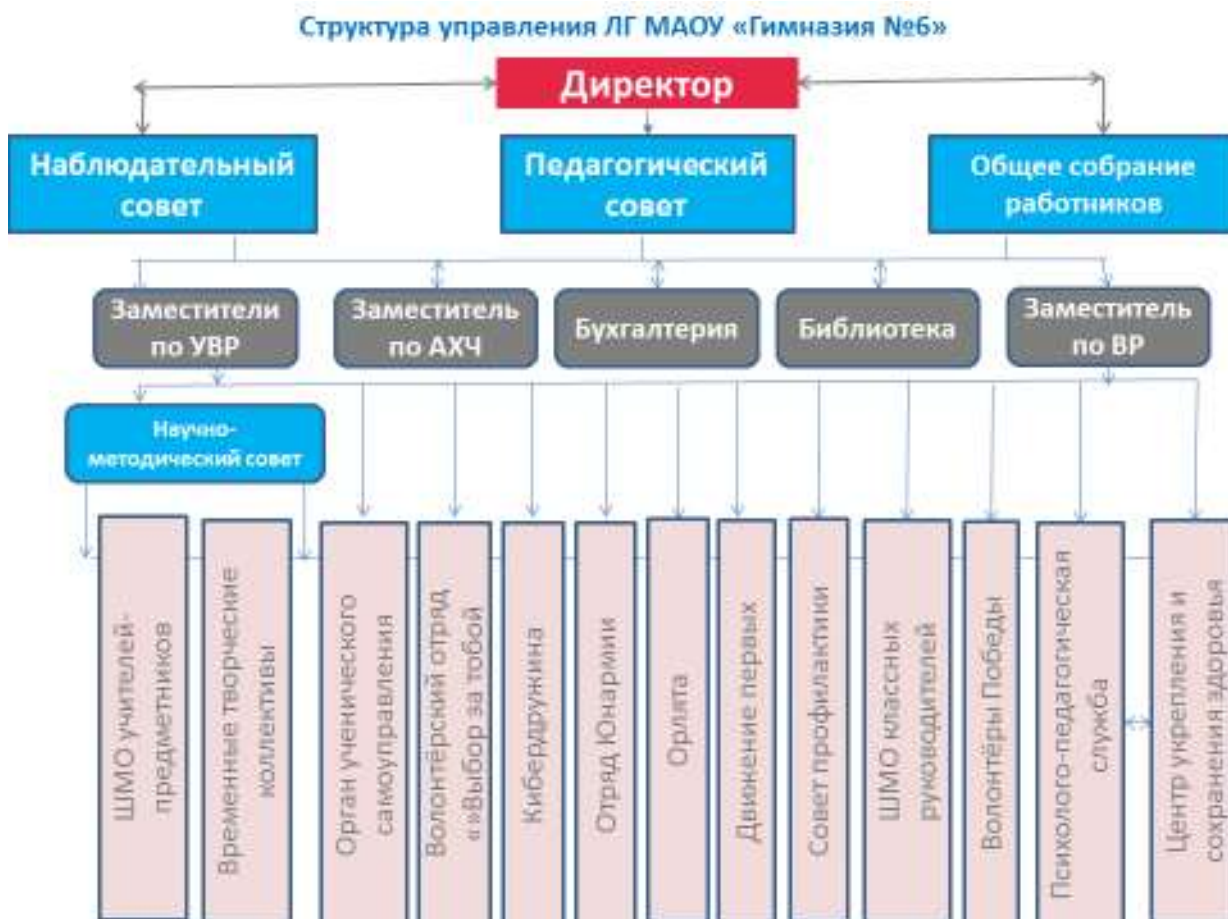 Структура управления ЛГ МАОУ «Гимназия №6»
Директор
Наблюдательный
совет
Педагогический
совет
Общее собрание
работников
Заместители
по УВР
Заместитель
по АХЧ
Бухгалтерия
Библиотека
Заместитель
по ВР
Научно-
методический совет
ШМО учителей-
предметников
Временные творческие
коллективы
Орган ученического
самоуправления
Волонтёрский отряд
«»Выбор за тобой
Кибердружина
Отряд Юнармии
Орлята
Движение первых
Совет профилактики
ШМО классных
руководителей
Волонтёры Победы
Психолого-педагогическая
служба
Центр укрепления и
сохранения здоровья